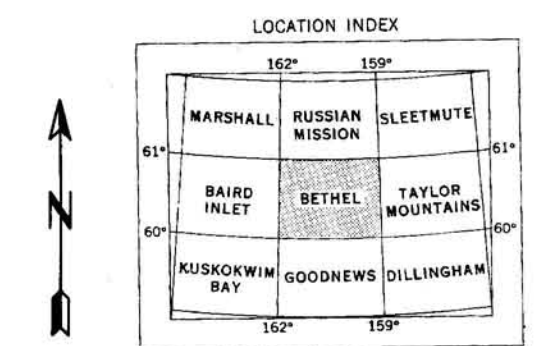 LOCATION INDEX
162° 159°
MARSHALL RUSSIAN MISSION SLEETMUTE
61° 61°
BAIRD INLET BETHEL TAYLOR MOUNTAINS
60° 60°
KUSKOKWIM BAY GOODNEWS DILLINGHAM
162° 159°
N